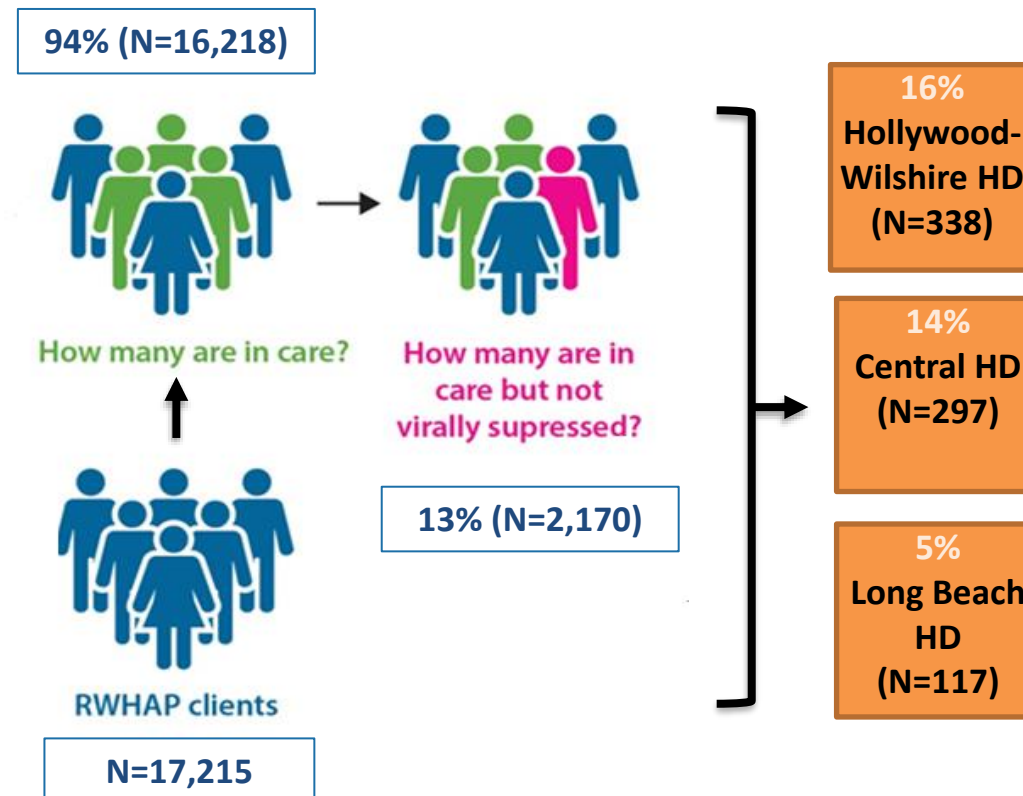 94% (N=16,218)
How many are in care?
How many are in
care but not
virally supressed?
13% (N=2,170)
RWHAP clients
N=17,215
16%
Hollywood-
Wilshire HD
(N=338)
14%
Central HD
(N=297)
5%
Long Beach
HD
(N=117)